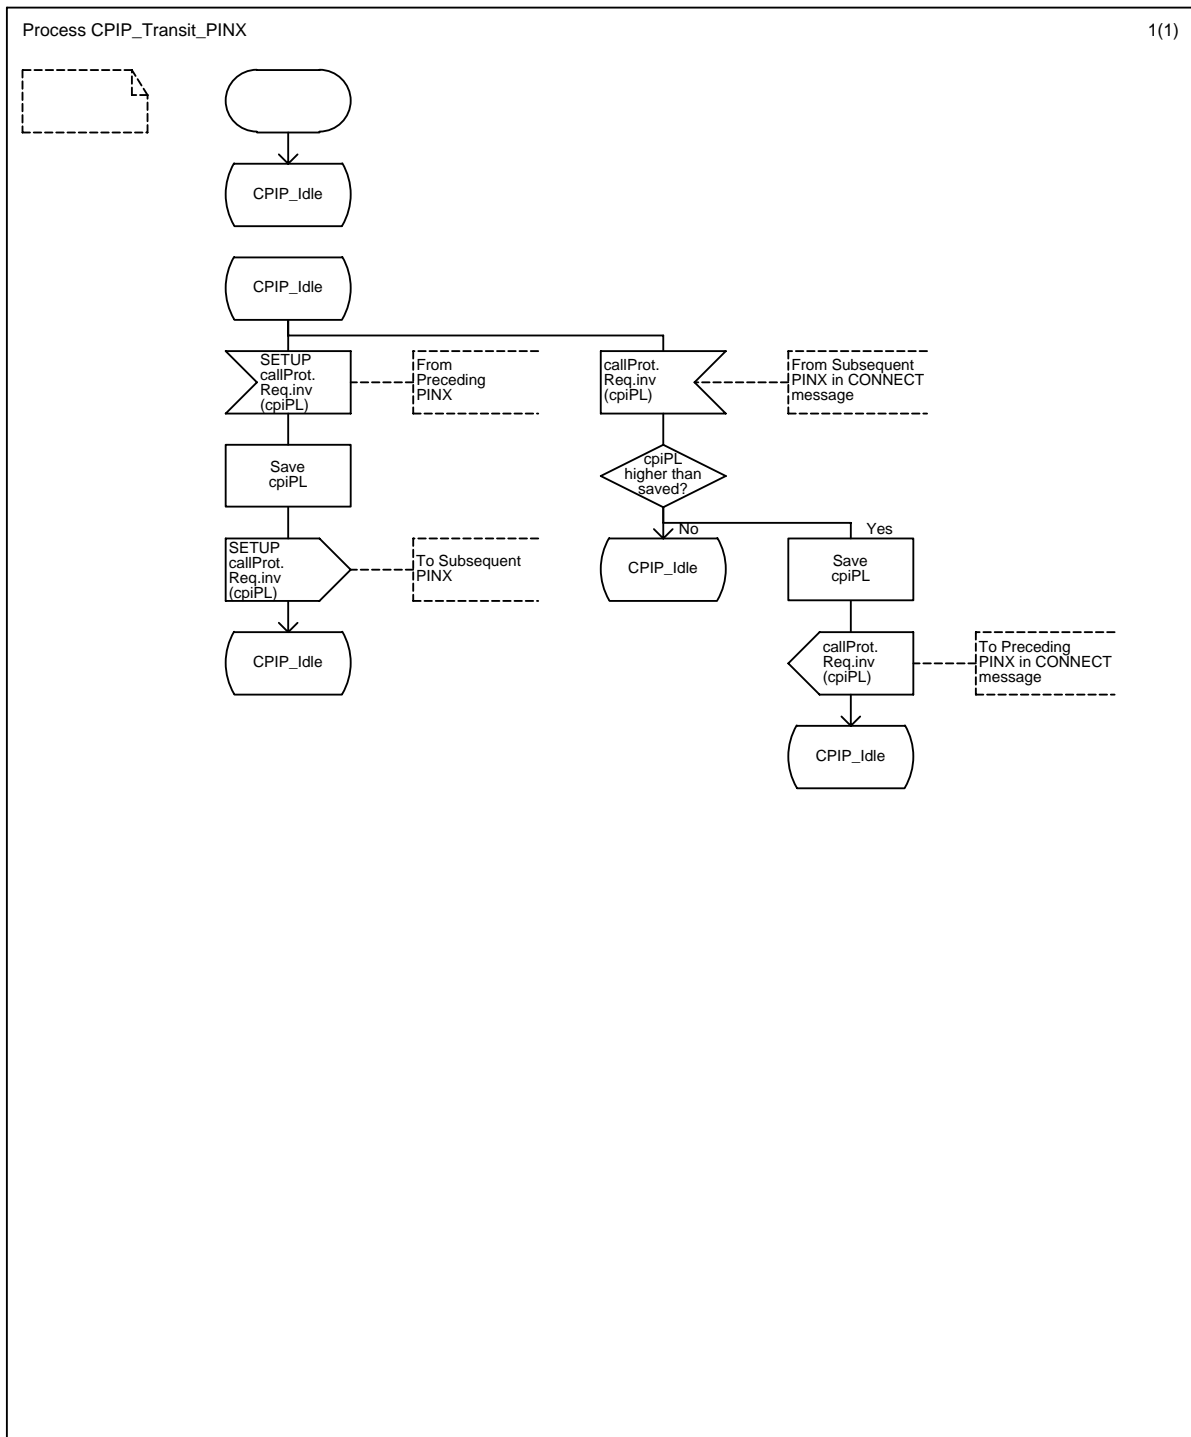 Process CPIP_Transit_PINX
1(1)
CPIP_Idle
CPIP_Idle
SETUP
callProt.
Req.inv
(cpiPL)
From
Preceding
PINX
callProt.
Req.inv
(cpiPL)
From Subsequent
PINX in CONNECT
message
Save
cpiPL
cpiPL
higher than
saved?
No
Yes
SETUP
callProt.
Req.inv
(cpiPL)
To Subsequent
PINX
CPIP_Idle
Save
cpiPL
CPIP_Idle
callProt.
Req.inv
(cpiPL)
To Preceding
PINX in CONNECT
message
CPIP_Idle